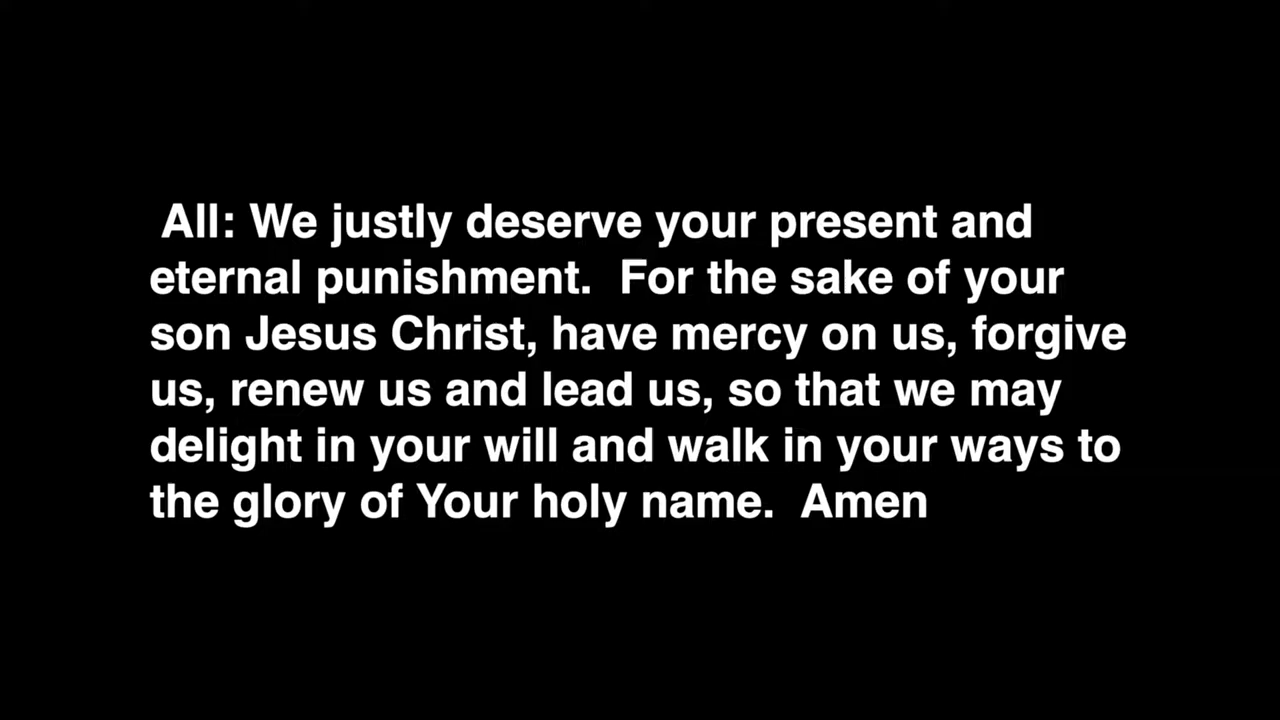 All: We justly deserve your present and
eternal punishment.  For the sake of your
son Jesus Christ, have mercy on us, forgive
us, renew us and lead us, so that we may
delight in your will and walk in your ways to
the glory of Your holy name.  Amen